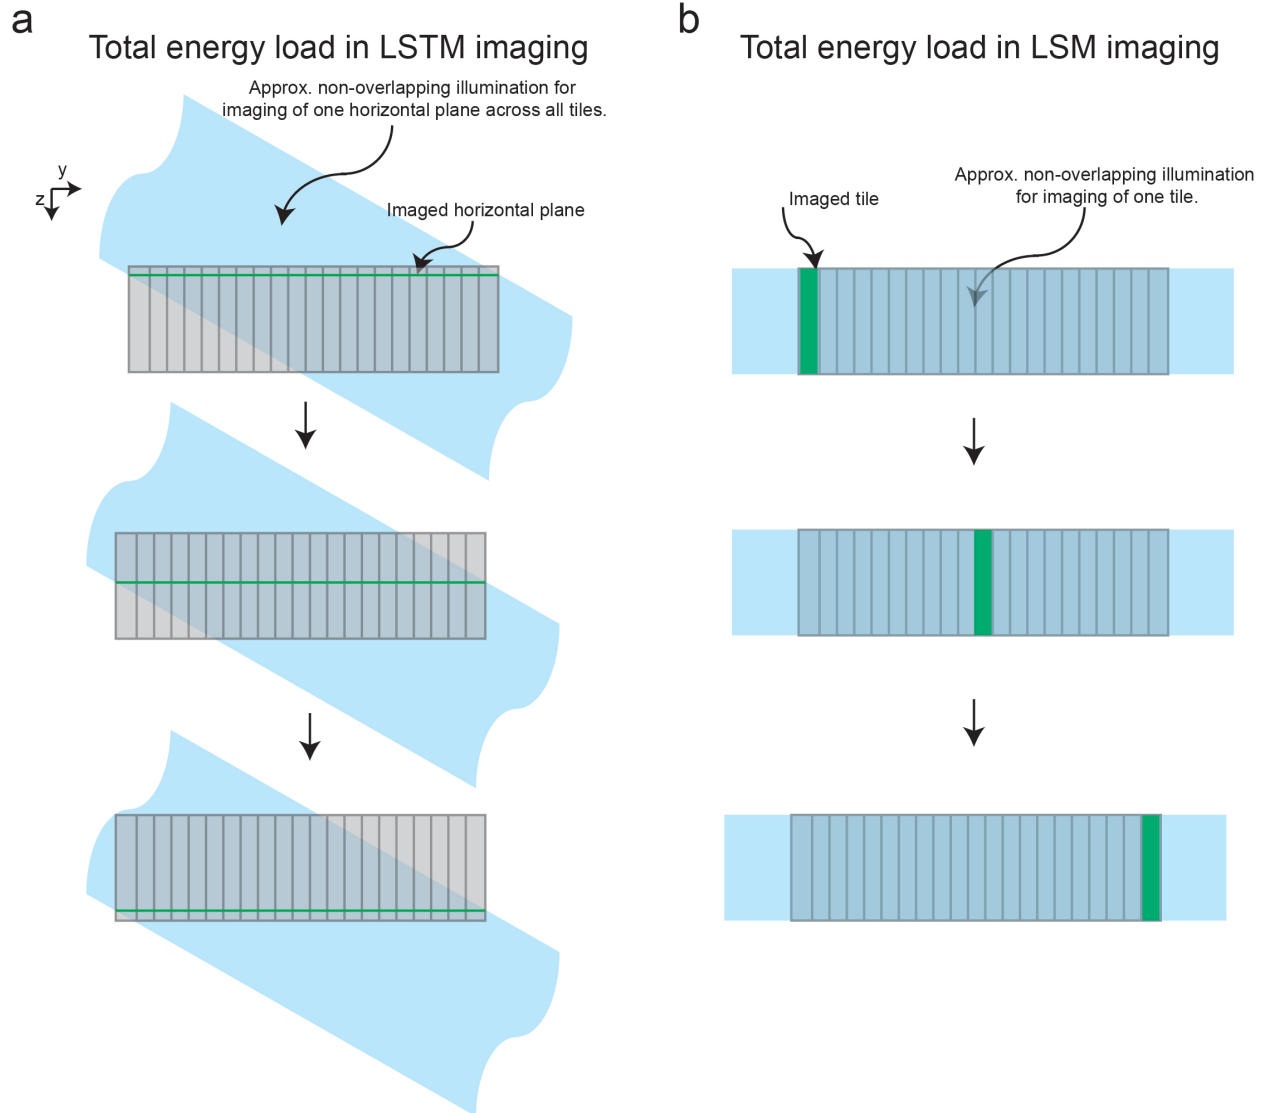 a
Total energy load in LSTM imaging
Approx. non-overlapping illumination for
imaging of one horizontal plane across all tiles.
y
z
Imaged horizontal plane
b
Total energy load in LSM imaging
Approx. non-overlapping illumination
for imaging of one tile.
Imaged tile